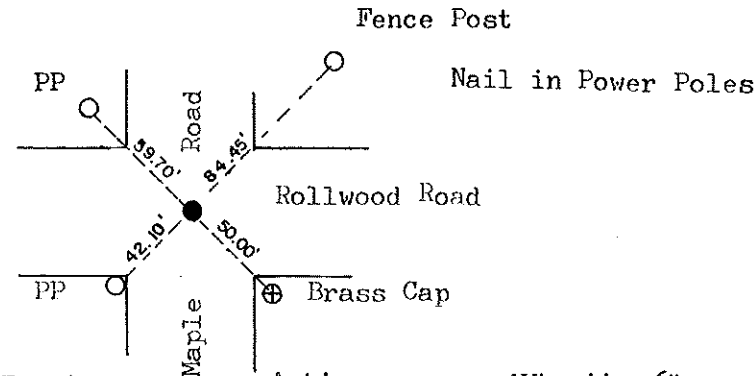 Fence Post
PP
Nail in Power Poles
Road
59.70'
84.45'
Rollwood Road
42.10'
50.00'
PP
Brass Cap
Maple